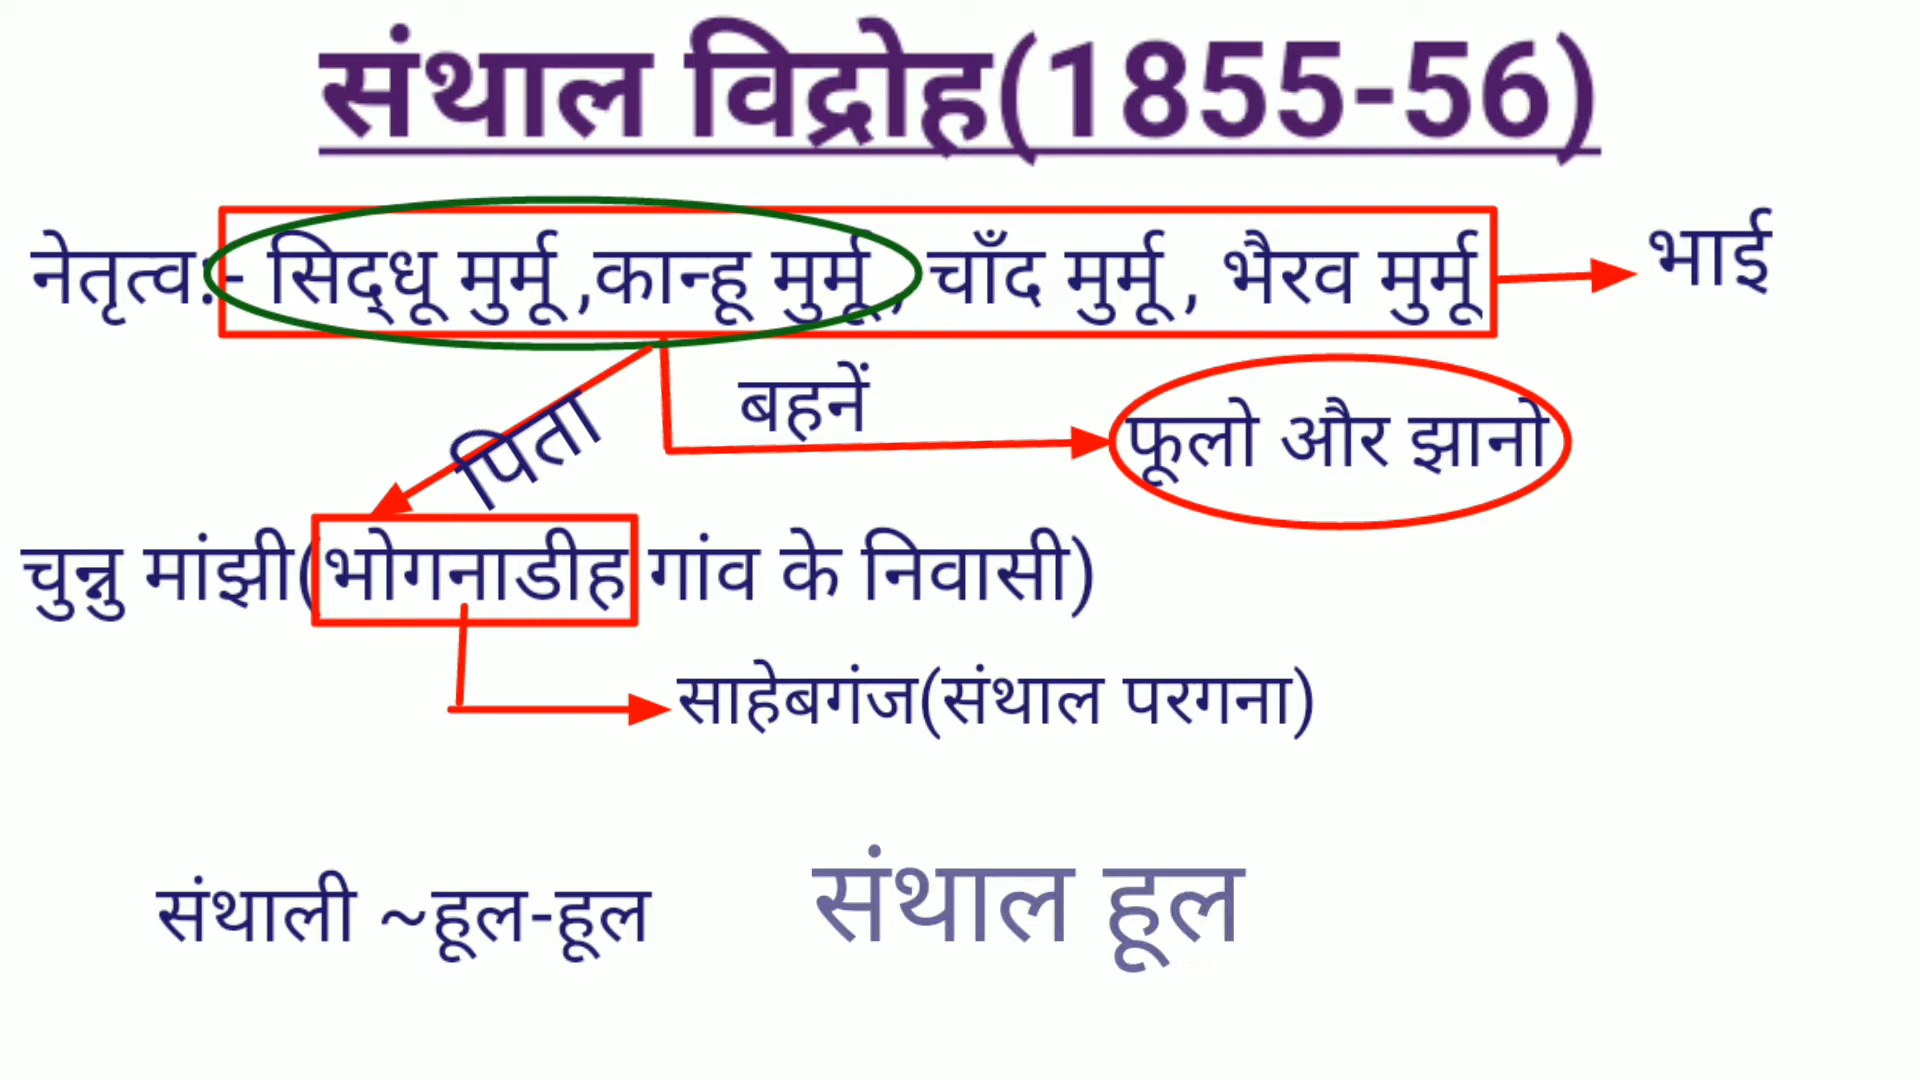 संथाल विद्रोह(1855-56)
नेतृत्व:- सिद्धू मुर्मू ,कान्हू मुर्मू , चाँद मुर्मू , भैरव मुर्मू
भाई
बहनें
पिता
फूलो और झानो
चुन्नु मांझी(भोगनाडीह गांव के निवासी)
साहेबगंज(संथाल परगना)
संथाली ~हूल-हूल
संथाल हूल